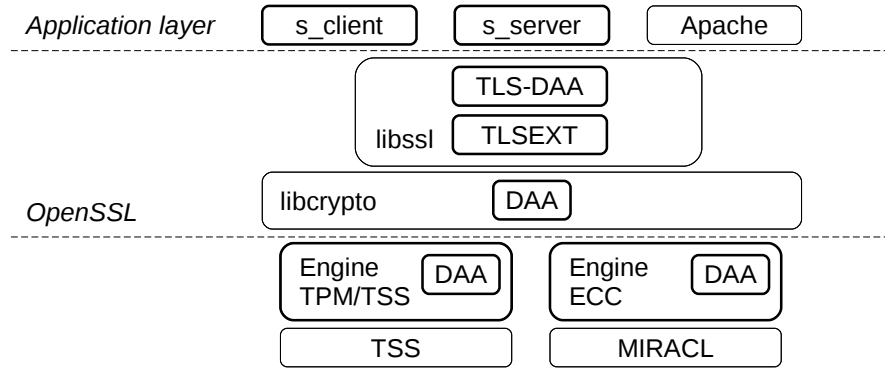 Application layer
s_client
s_server
Apache
TLS-DAA
libssl
TLSEXT
libcrypto
DAA
OpenSSL
Engine
TPM/TSS
DAA
Engine
ECC
DAA
TSS
MIRACL